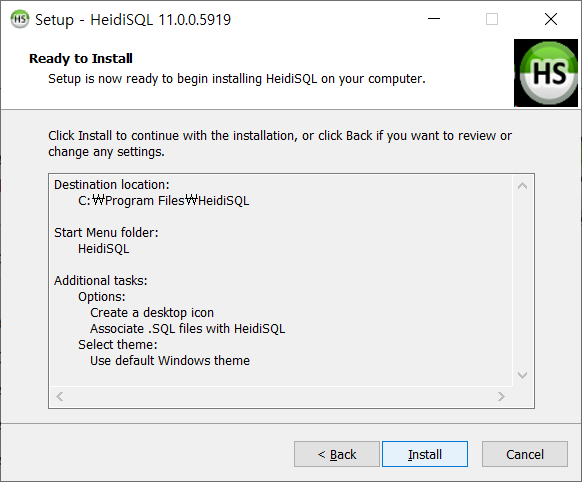 HS Setup - HeidiSQL 11.0.0.5919
Ready to Install
Setup is now ready to begin installing HeidiSQL on your computer.
HS
Click Install to continue with the installation, or click Back if you want to review or
change any settings.
Destination location:
C:₩Program Files₩HeidiSQL
Start Menu folder:
HeidiSQL
Additional tasks:
Options:
Create a desktop icon
Associate .SQL files with HeidiSQL
Select theme:
Use default Windows theme
< Back
Install
Cancel